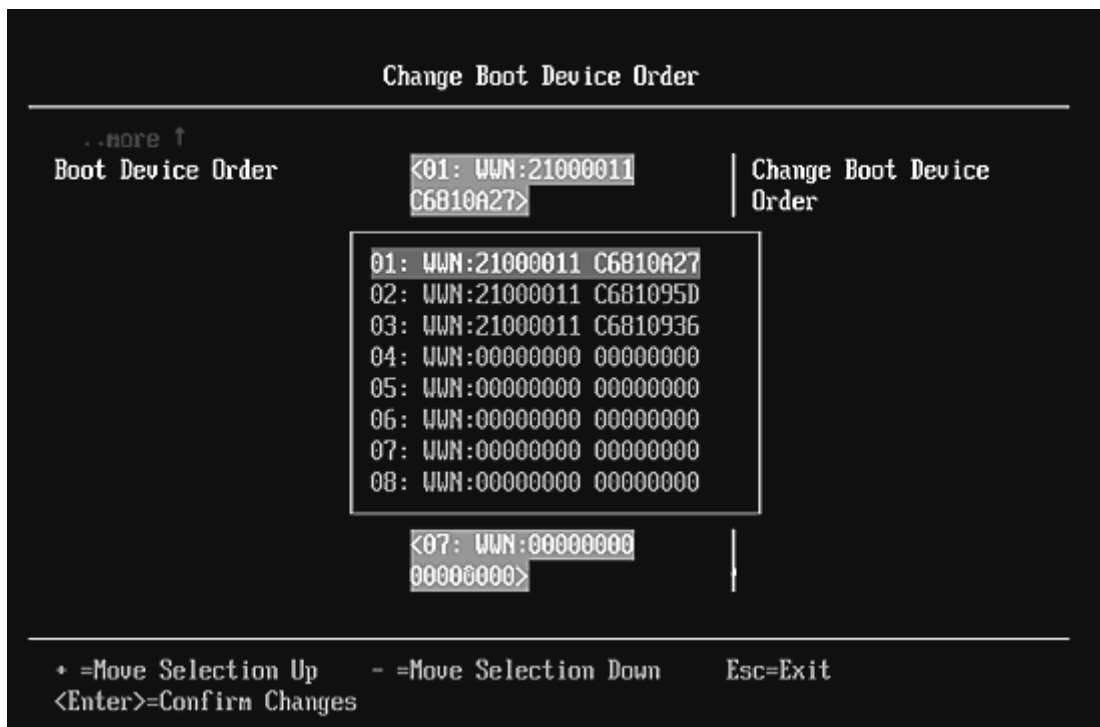 Change Boot Device Order
..more ↑
Boot Device Order
<01: WWN:21000011
C6810A27>
Change Boot Device
Order
01: WWN:21000011 C6810A27
02: WWN:21000011 C681095D
03: WWN:21000011 C6810936
04: WWN:00000000 00000000
05: WWN:00000000 00000000
06: WWN:00000000 00000000
07: WWN:00000000 00000000
08: WWN:00000000 00000000
<07: WWN:00000000
00000000>
+ =Move Selection Up - =Move Selection Down Esc=Exit
<Enter>=Confirm Changes